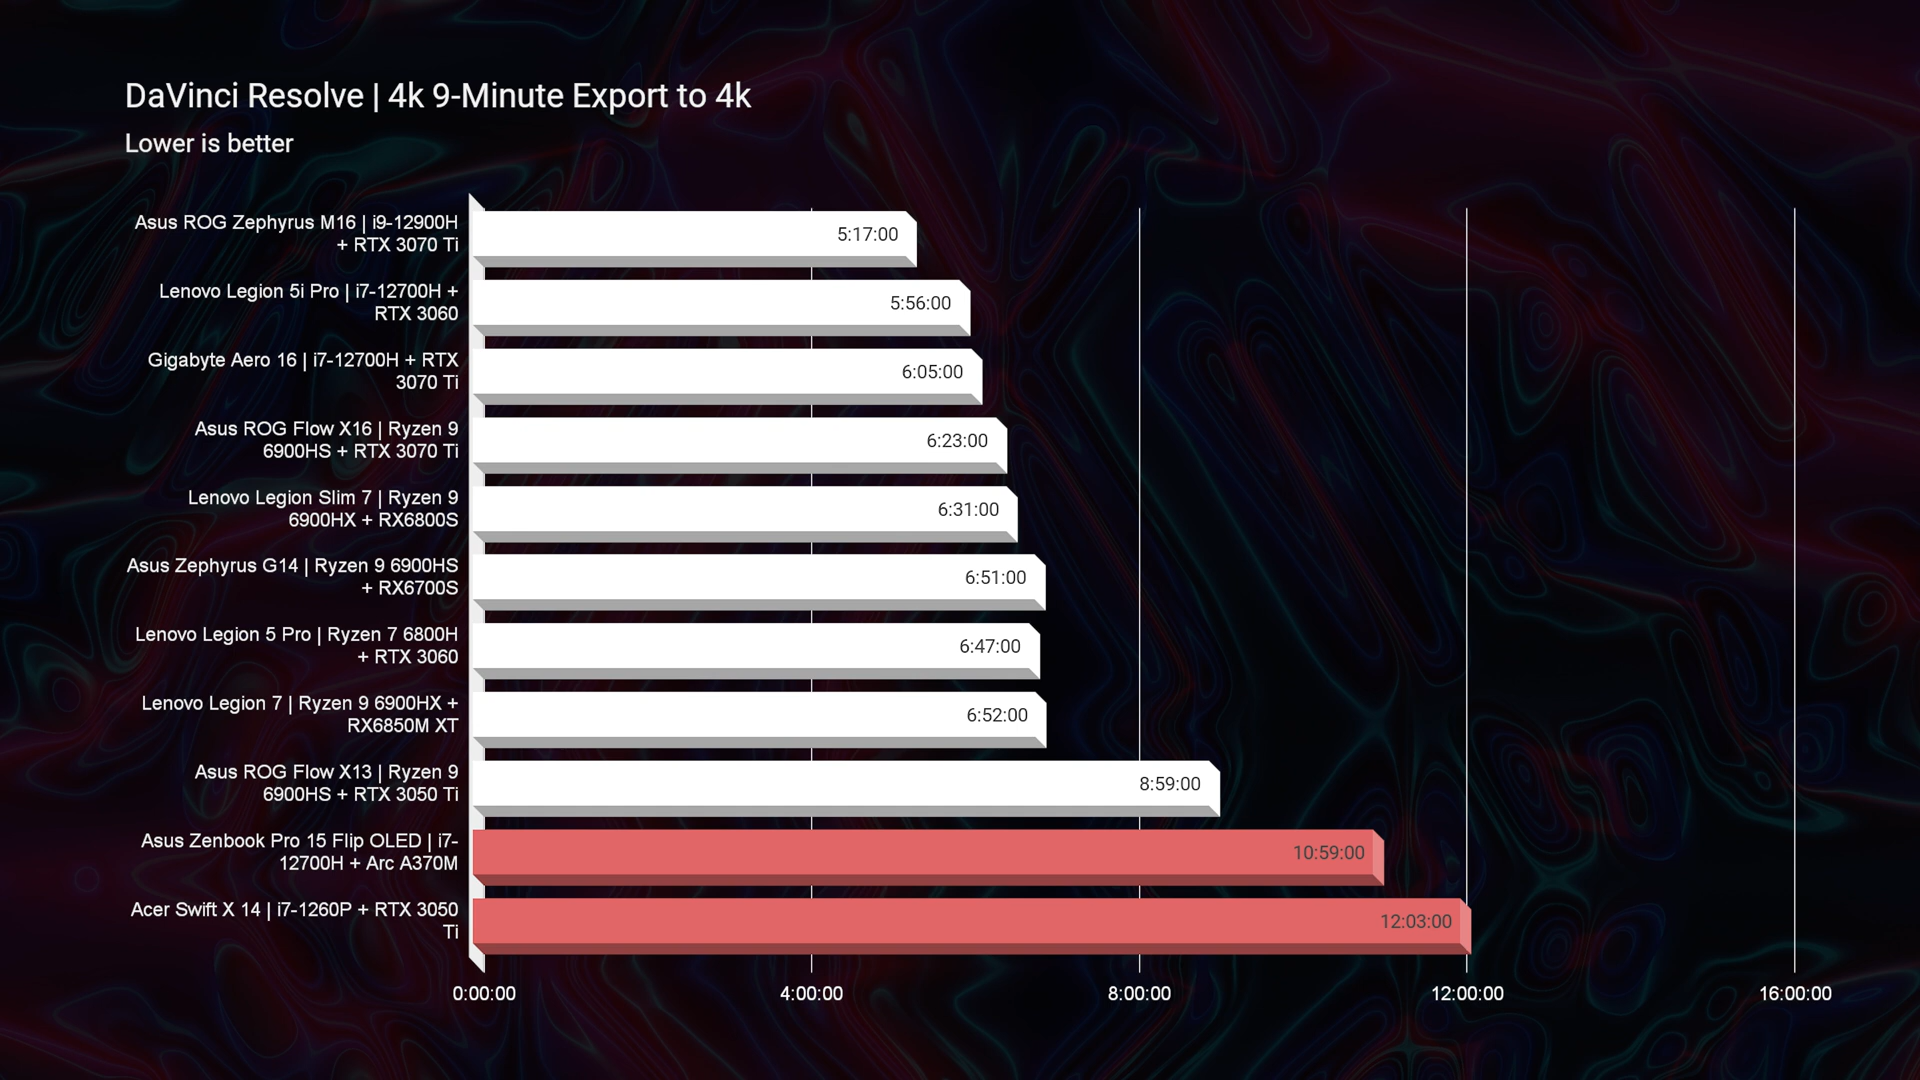 DaVinci Resolve | 4k 9-Minute Export to 4k
Lower is better
Asus ROG Zephyrus M16 | i9-12900H
+ RTX 3070 Ti
5:17:00
Lenovo Legion 5i Pro | i7-12700H +
RTX 3060
5:56:00
Gigabyte Aero 16 | i7-12700H + RTX
3070 Ti
6:05:00
Asus ROG Flow X16 | Ryzen 9
6900HS + RTX 3070 Ti
6:23:00
Lenovo Legion Slim 7 | Ryzen 9
6900HX + RX6800S
6:31:00
Asus Zephyrus G14 | Ryzen 9 6900HS
+ RX6700S
6:51:00
Lenovo Legion 5 Pro | Ryzen 7 6800H
+ RTX 3060
6:47:00
Lenovo Legion 7 | Ryzen 9 6900HX +
RX6850M XT
6:52:00
Asus ROG Flow X13 | Ryzen 9
6900HS + RTX 3050 Ti
8:59:00
Asus Zenbook Pro 15 Flip OLED | i7-
12700H + Arc A370M
10:59:00
Acer Swift X 14 | i7-1260P + RTX 3050
Ti
12:03:00
0:00:00
4:00:00
8:00:00
12:00:00
16:00:00